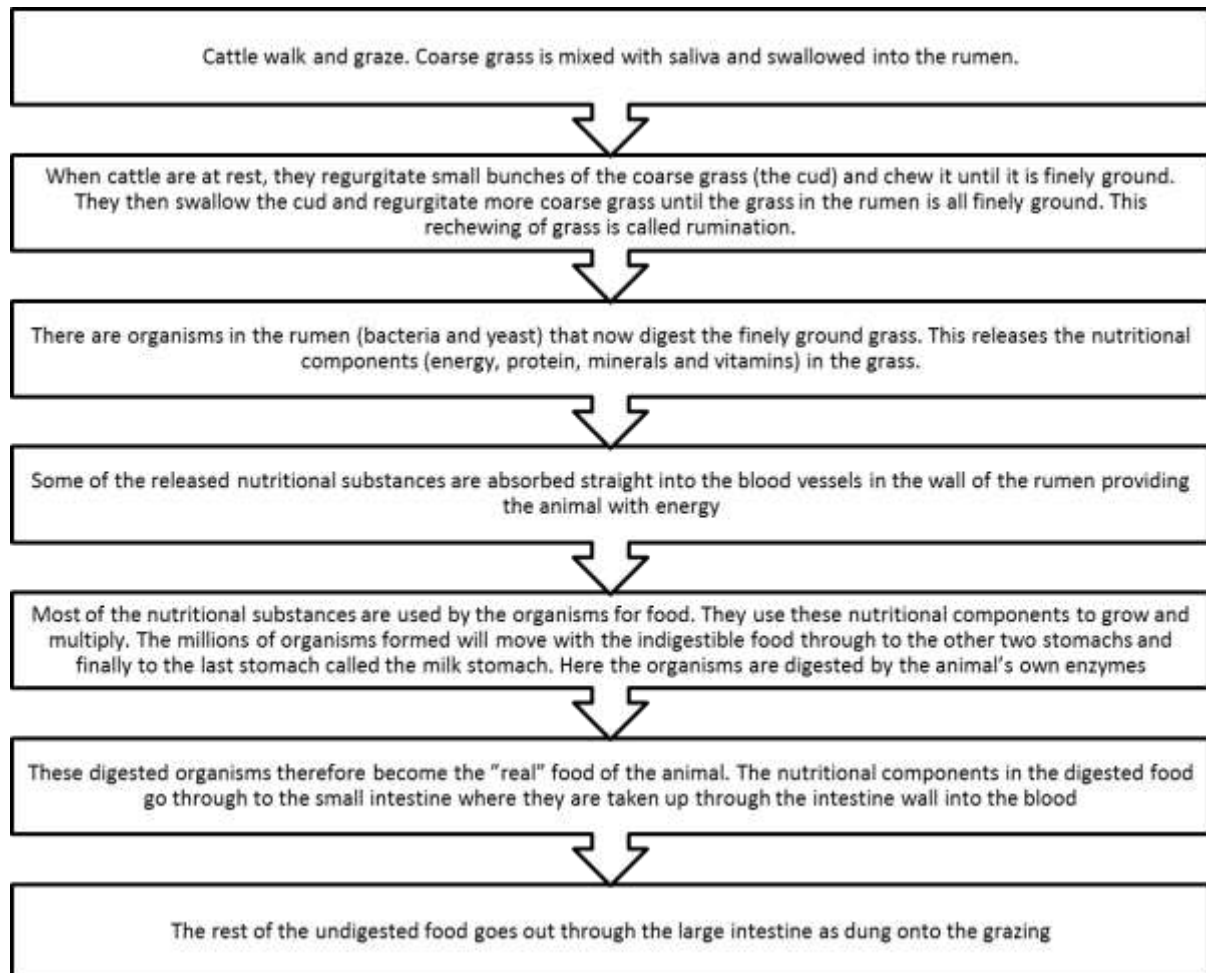 Cattle walk and graze. Coarse grass is mixed with saliva and swallowed into the rumen.
When cattle are at rest, they regurgitate small bunches of the coarse grass (the cud) and chew it until it is finely ground.
They then swallow the cud and regurgitate more coarse grass until the grass in the rumen is all finely ground. This
rechewing of grass is called rumination.
There are organisms in the rumen (bacteria and yeast) that now digest the finely ground grass. This releases the nutritional
components (energy, protein, minerals and vitamins) in the grass.
Some of the released nutritional substances are absorbed straight into the blood vessels in the wall of the rumen providing
the animal with energy
Most of the nutritional substances are used by the organisms for food. They use these nutritional components to grow and
multiply. The millions of organisms formed will move with the indigestible food through to the other two stomachs and
finally to the last stomach called the milk stomach. Here the organisms are digested by the animal's own enzymes
These digested organisms therefore become the "real" food of the animal. The nutritional components in the digested food
go through to the small intestine where they are taken up through the intestine wall into the blood
The rest of the undigested food goes out through the large intestine as dung onto the grazing